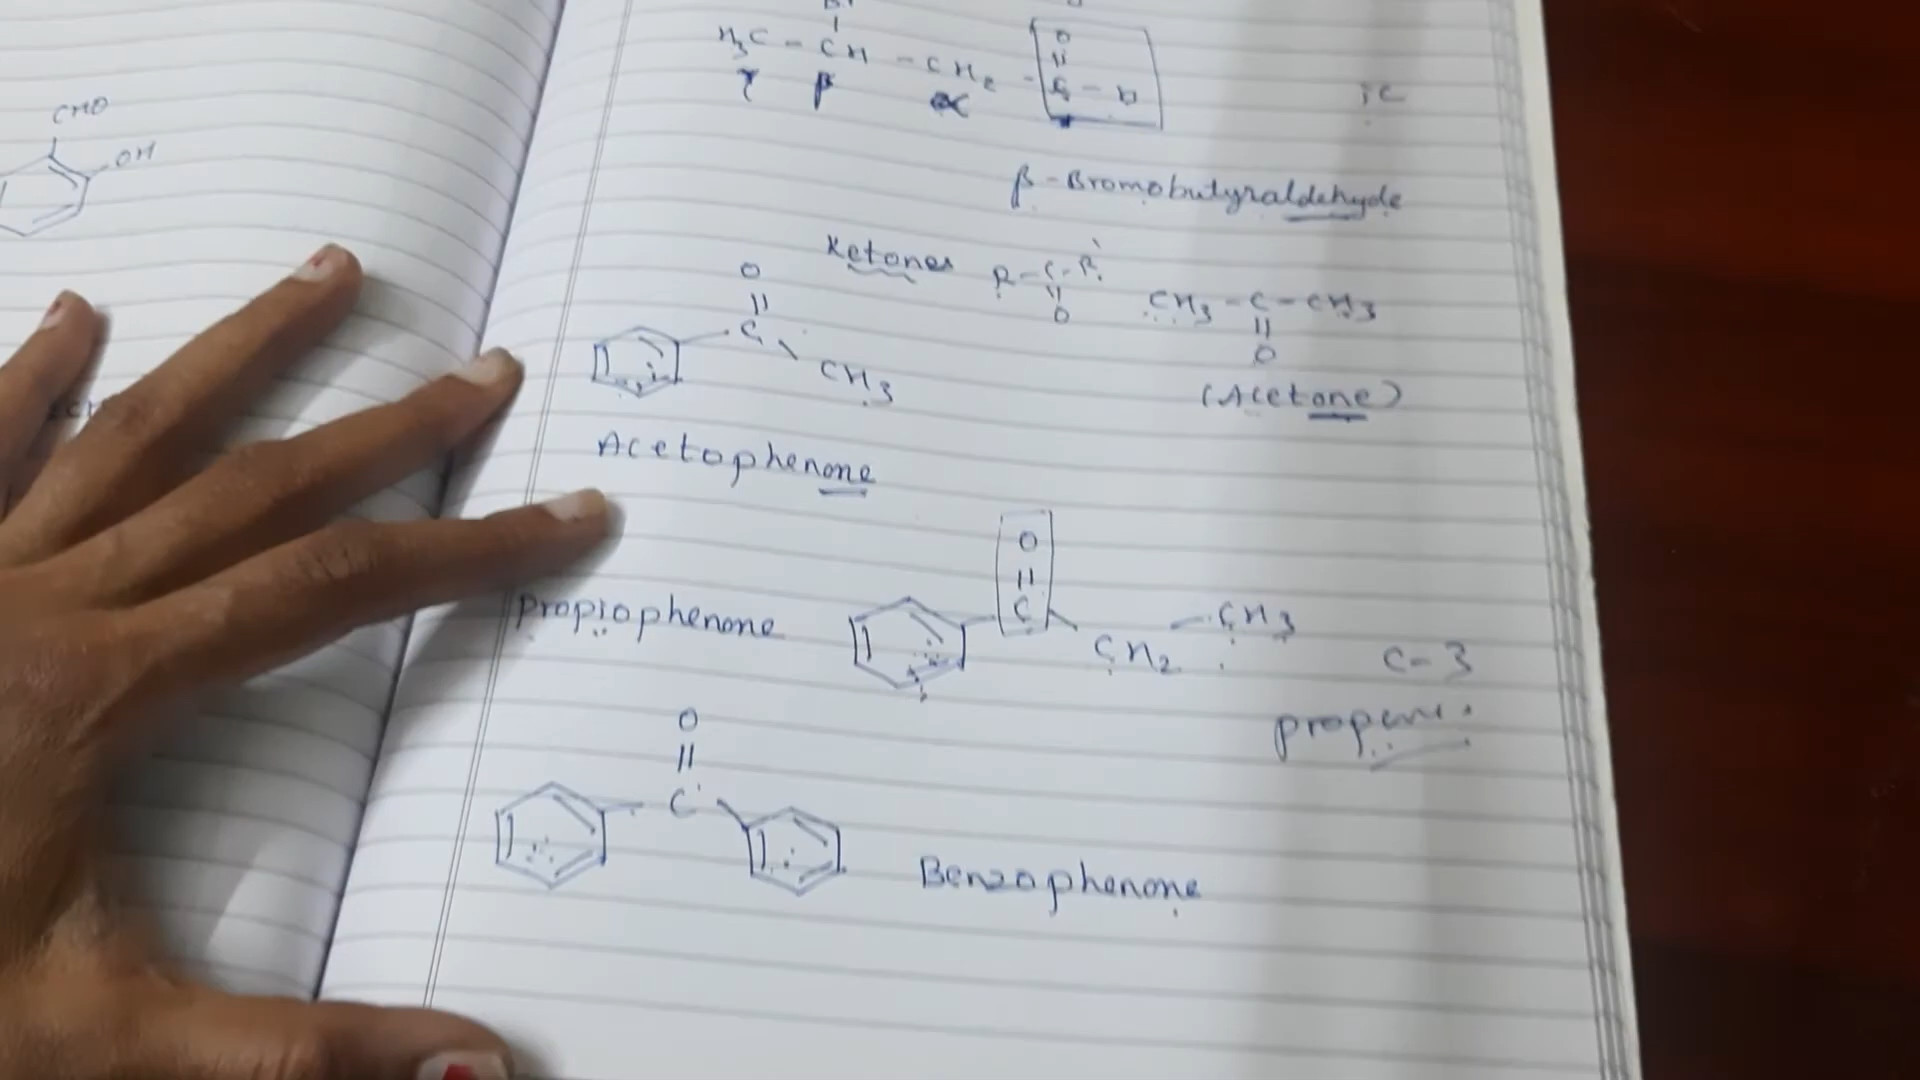 CHO
OH
H3C - CH - CH2 - C - H
O
γ β α
β-Bromobutyraldehyde
Ketones R-C-R' CH3-C-CH3
O O
O
C
CH3
(Acetone)
Acetophenone
O
C
Propiophenone CH2 - CH3
C-3
O
C
Benzophenone